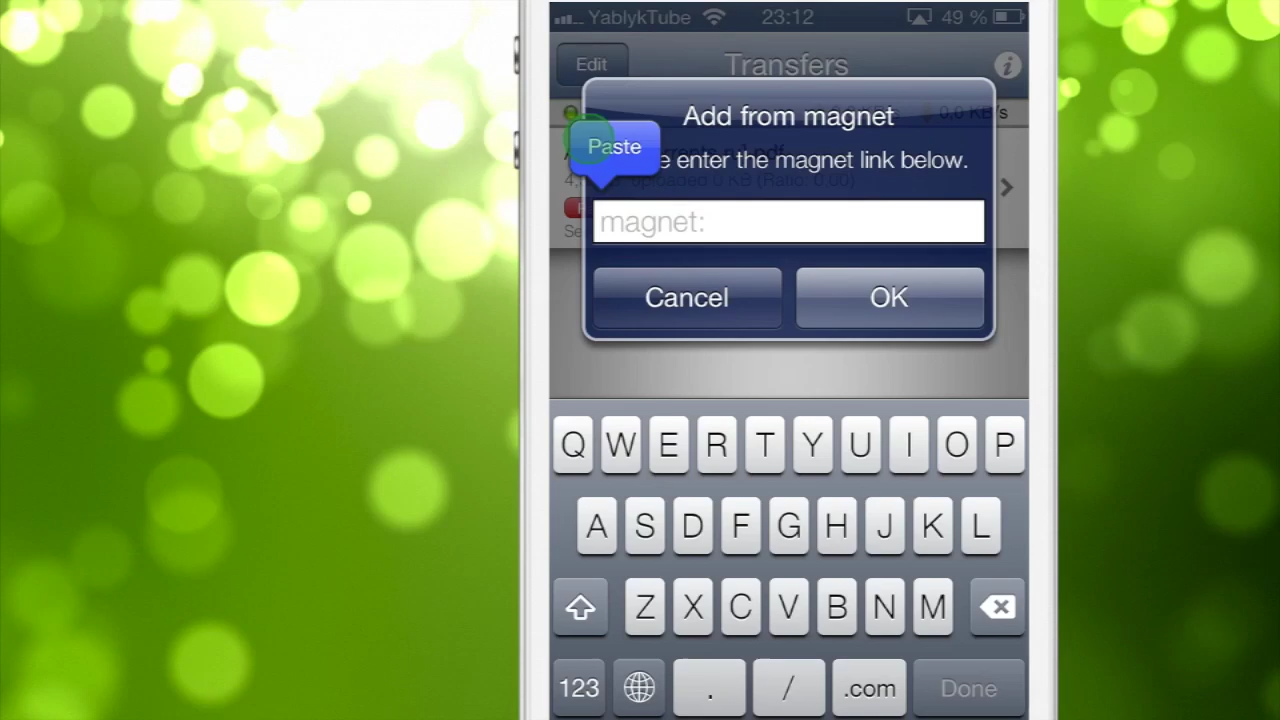 YablykTube 23:12 49 %
Edit Transfers
Add from magnet
Paste
e enter the magnet link below.
magnet:
Cancel OK
Q W E R T Y U I O P
A S D F G H J K L
Z X C V B N M
123 . / .com Done